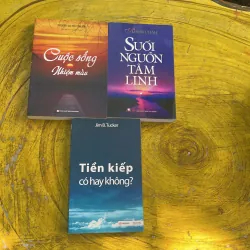 Cuộc sống
Nhiệm màu
SUỐI
NGUỒN
TÂM
LINH
Jim B. Tucker
Tiền kiếp
có hay không?